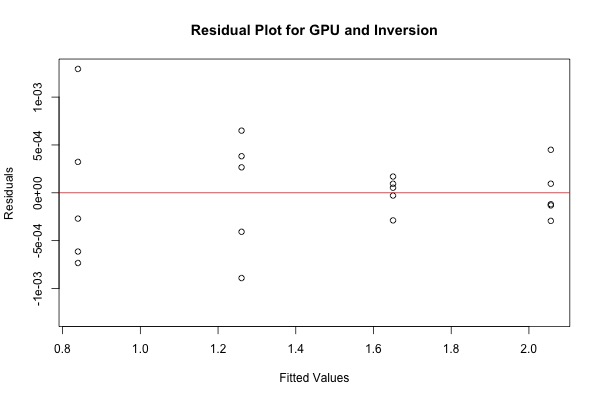 Residual Plot for GPU and Inversion
Residuals
1e-03
5e-04
0e+00
-5e-04
-1e-03
0.8 1.0 1.2 1.4 1.6 1.8 2.0
Fitted Values